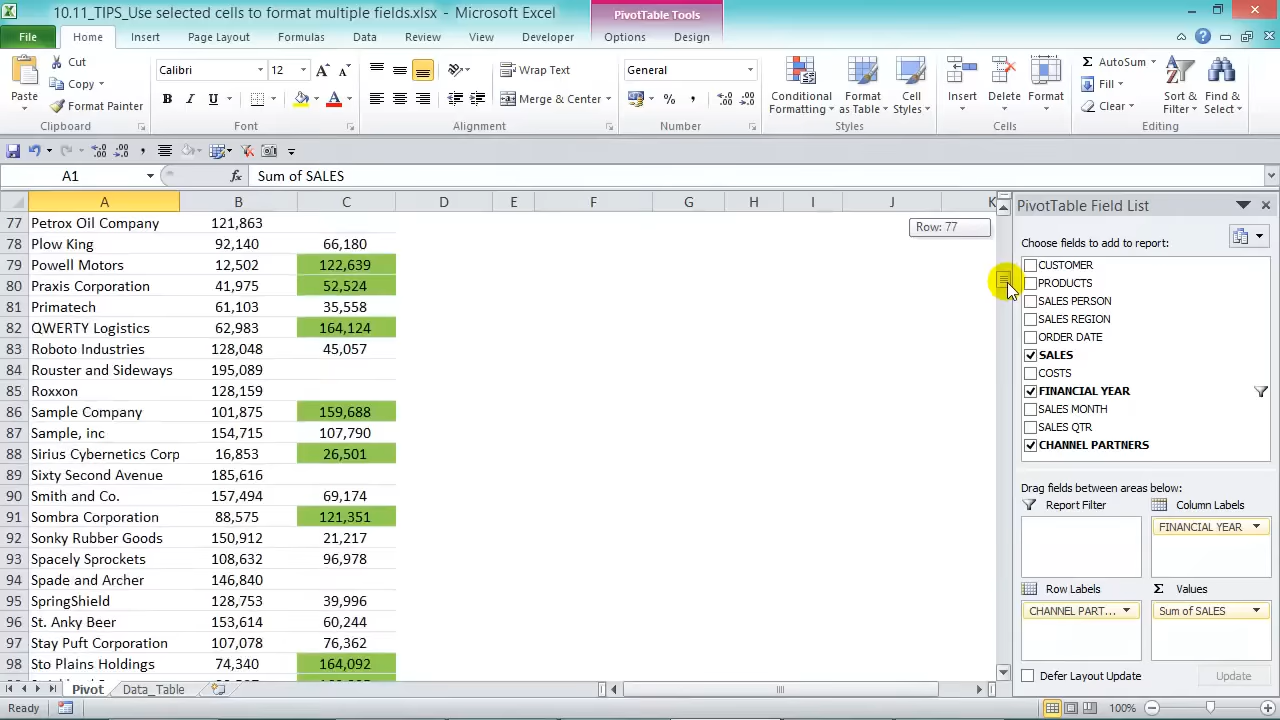 10.11_TIPS_Use selected cells to format multiple fields.xlsx - Microsoft Excel
PivotTable Tools
File Home Insert Page Layout Formulas Data Review View Developer Options Design
Paste
Cut
Copy
Format Painter
Clipboard
Calibri 12
B I U
Font
Wrap Text
Merge & Center
Alignment
General
Number
Conditional Formatting
Format as Table
Cell Styles
Styles
Insert Delete Format
Cells
AutoSum
Fill
Clear
Sort & Filter
Find & Select
Editing
A1 fx Sum of SALES
A B C D E F G H I J K
77 Petrox Oil Company 121,863
78 Plow King 92,140 66,180
79 Powell Motors 12,502 122,639
80 Praxis Corporation 41,975 52,524
81 Primatech 61,103 35,558
82 QWERTY Logistics 62,983 164,124
83 Roboto Industries 128,048 45,057
84 Rouster and Sideways 195,089
85 Roxxon 128,159
86 Sample Company 101,875 159,688
87 Sample, inc 154,715 107,790
88 Sirius Cybernetics Corp 16,853 26,501
89 Sixty Second Avenue 185,616
90 Smith and Co. 157,494 69,174
91 Sombra Corporation 88,575 121,351
92 Sonky Rubber Goods 150,912 21,217
93 Spacely Sprockets 108,632 96,978
94 Spade and Archer 146,840
95 SpringShield 128,753 39,996
96 St. Anky Beer 153,614 60,244
97 Stay Puft Corporation 107,078 76,362
98 Sto Plains Holdings 74,340 164,092
Row: 77
PivotTable Field List
Choose fields to add to report:
CUSTOMER
PRODUCTS
SALES PERSON
SALES REGION
ORDER DATE
SALES
COSTS
FINANCIAL YEAR
SALES MONTH
SALES QTR
CHANNEL PARTNERS
Drag fields between areas below:
Report Filter
Column Labels
FINANCIAL YEAR
Row Labels
Σ Values
CHANNEL PART...
Sum of SALES
Defer Layout Update
Update
Pivot Data_Table
Ready
100%